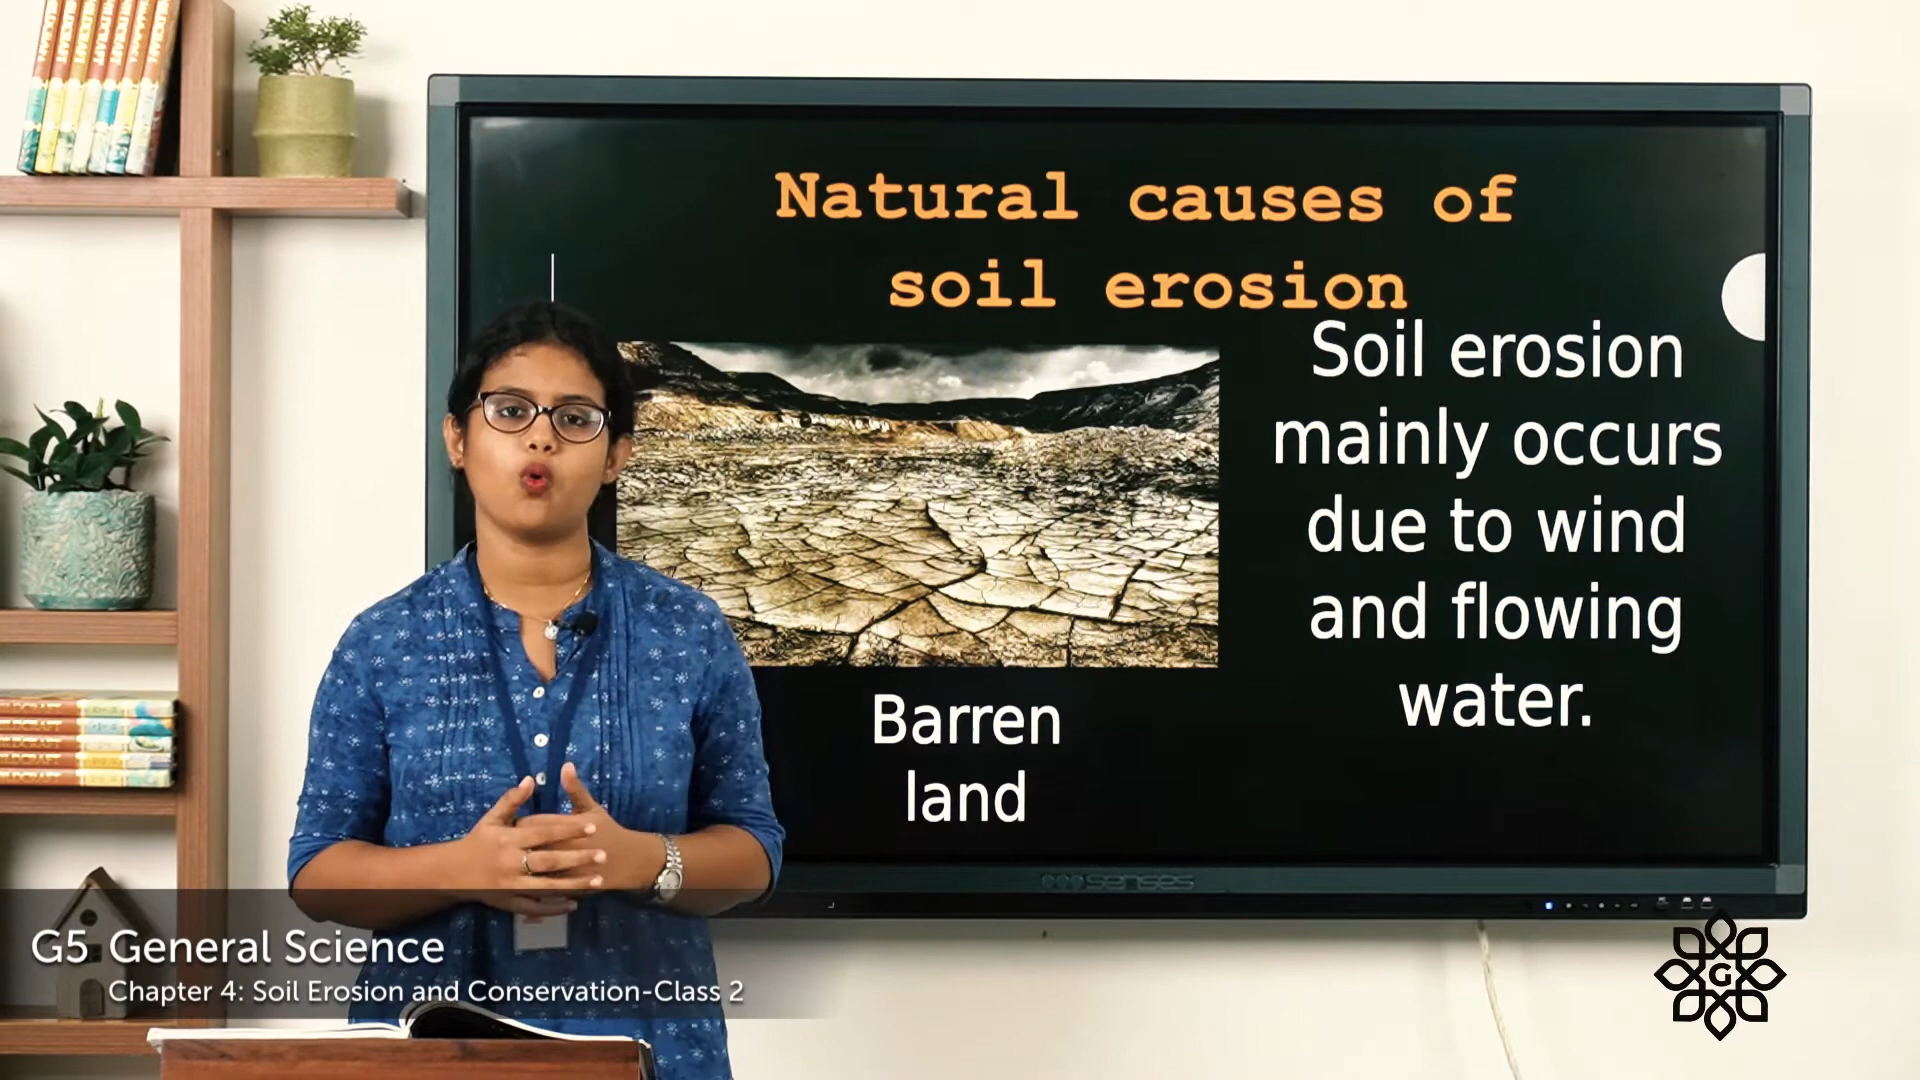 Natural causes of
soil erosion
Soil erosion
mainly occurs
due to wind
and flowing
water.
Barren
land
senses
G5 General Science
Chapter 4: Soil Erosion and Conservation-Class 2
G